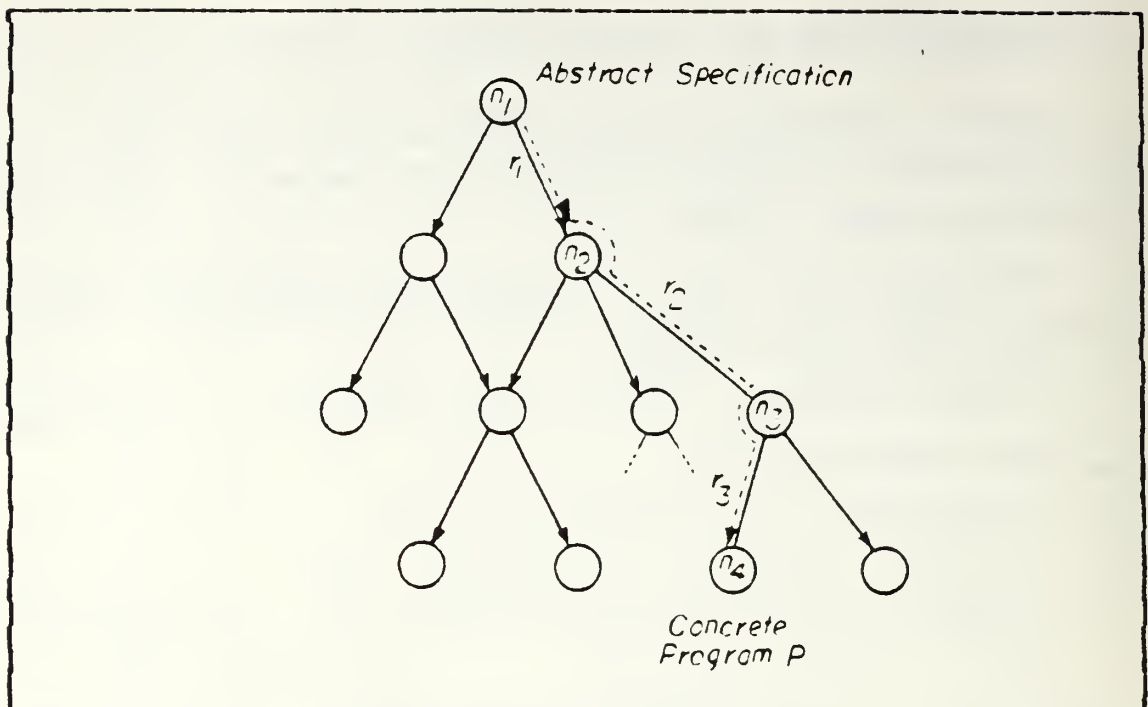 Abstract Specification
n1
r1
n2
r2
n3
r3
n4
Concrete
Program P